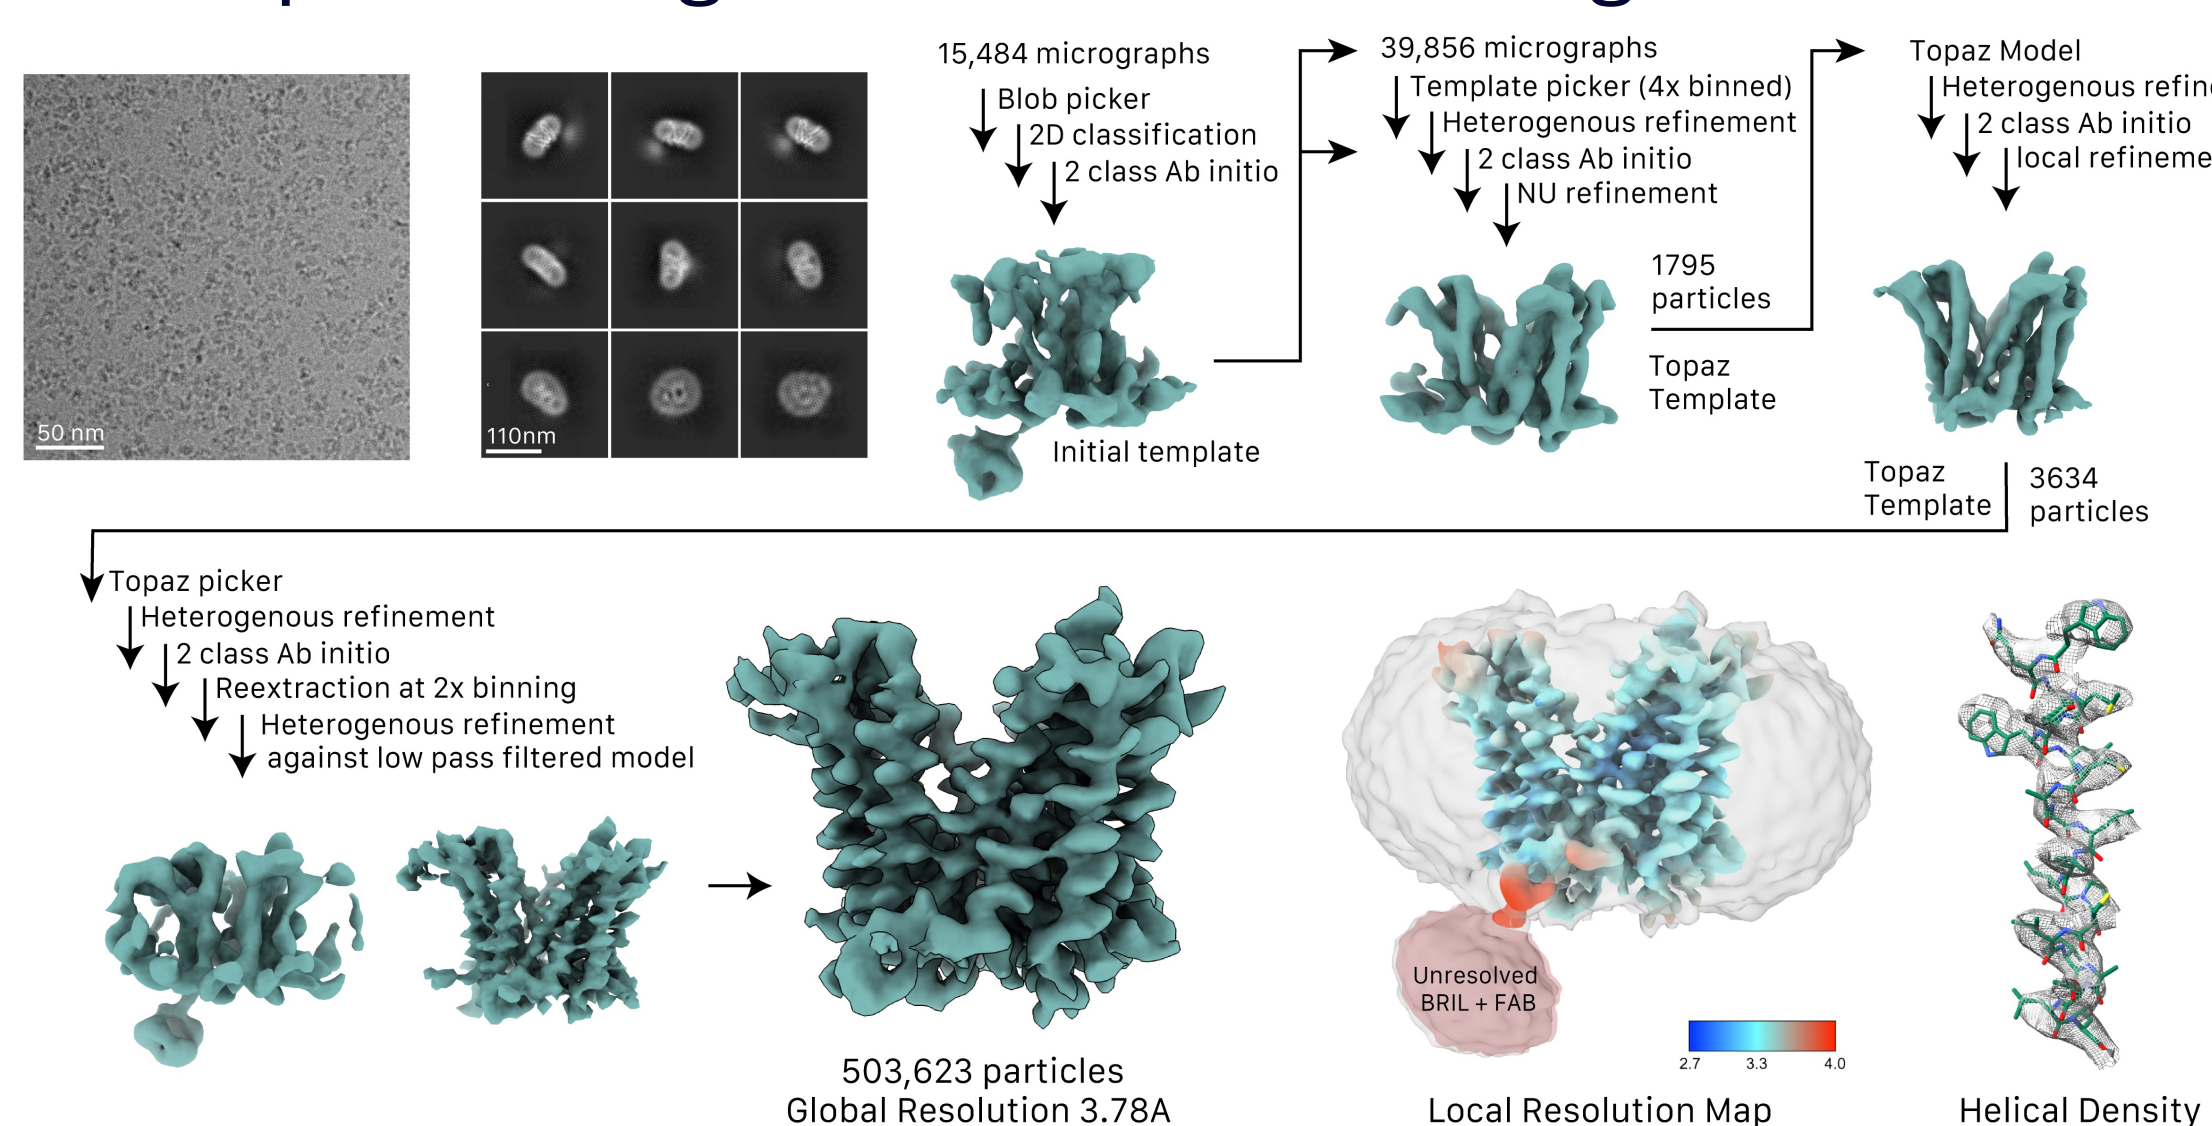 50 nm
110nm
15,484 micrographs
Blob picker
2D classification
2 class Ab initio
Initial template
39,856 micrographs
Template picker (4x binned)
Heterogenous refinement
2 class Ab initio
NU refinement
1795
particles
Topaz
Template
Topaz Model
Heterogenous refine
2 class Ab initio
local refineme
Topaz
Template
3634
particles
Topaz picker
Heterogenous refinement
2 class Ab initio
Reextraction at 2x binning
Heterogenous refinement
against low pass filtered model
503,623 particles
Global Resolution 3.78A
Unresolved
BRIL + FAB
2.7 3.3 4.0
Local Resolution Map
Helical Density